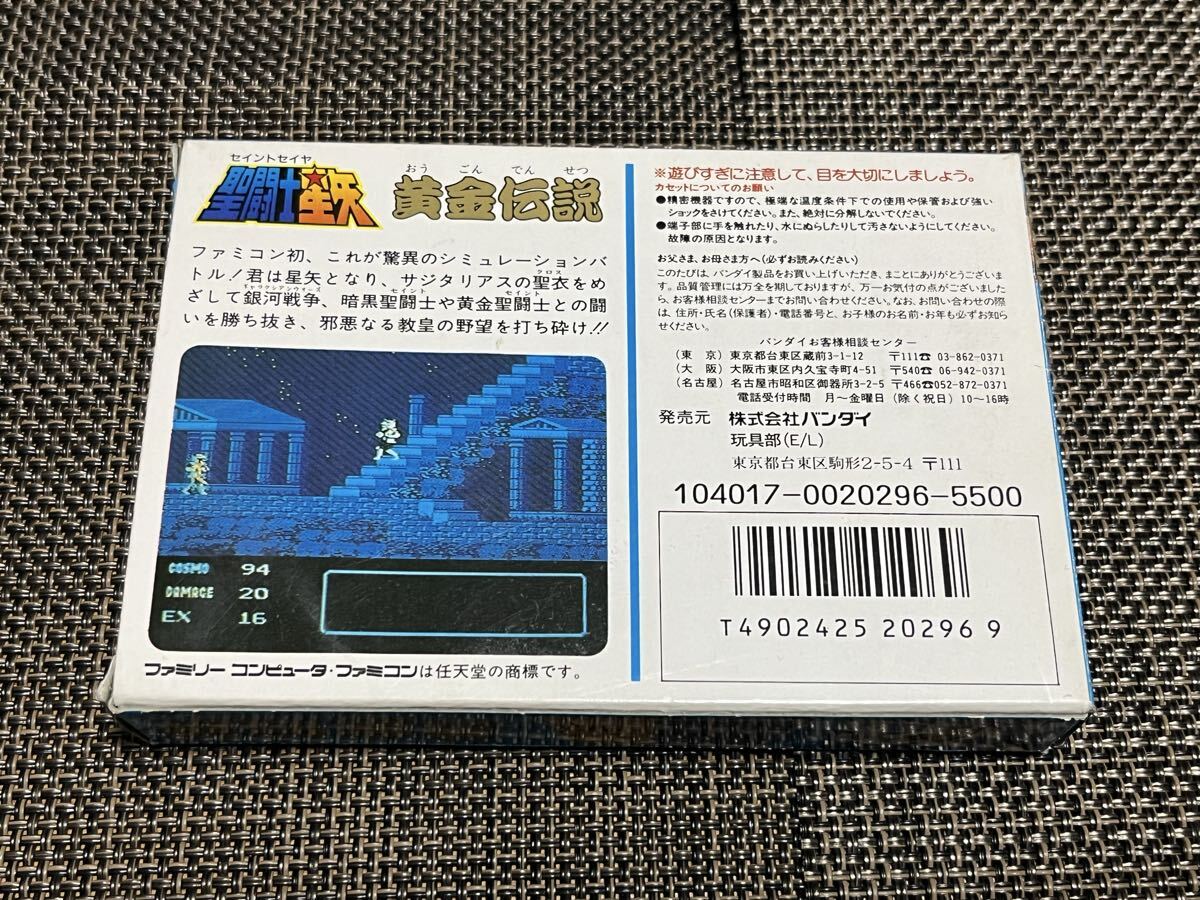 セイントセイヤ
聖闘士星矢
おう ごん でん せつ
黄金伝説
ファミコン初、これが驚異のシミュレーションバ
トル!君は星矢となり、サジタリアスの聖衣をめ
クロス
ざして銀河戦争、暗黒聖闘士や黄金聖闘士との闘
ギャラクシアンウォーズ セイント セイント
いを勝ち抜き、邪悪なる教皇の野望を打ち砕け!!
COSMO 94
DAMAGE 20
EX 16
ファミリー コンピュータ・ファミコンは任天堂の商標です。
※遊びすぎに注意して、目を大切にしましょう。
カセットについてのお願い
●精密機器ですので、極端な温度条件下での使用や保管および強い
ショックをさけてください。また、絶対に分解しないでください。
●端子部に手を触れたり、水にぬらしたりして汚さないようにしてください。
故障の原因となります。
お父さま、お母さま方へ(必ずお読みください)
このたびは、バンダイ製品をお買い上げいただき、まことにありがとうございま
す。品質管理には万全を期しておりますが、万一お気付の点がございました
ら、お客様相談センターまでお問い合わせください。なお、お問い合わせの際
は、住所・氏名(保護者)・電話番号と、お子様のお名前・お年も必ずお知ら
せください。
バンダイお客様相談センター
(東 京) 東京都台東区蔵前3-1-12 〒111☎ 03-862-0371
(大 阪) 大阪市東区内久宝寺町4-51 〒540☎ 06-942-0371
(名古屋) 名古屋市昭和区御器所3-2-5 〒466☎052-872-0371
電話受付時間 月〜金曜日(除く祝日)10〜16時
発売元 株式会社バンダイ
玩具部(E/L)
東京都台東区駒形2-5-4 〒111
104017-0020296-5500
T4902425 20296 9